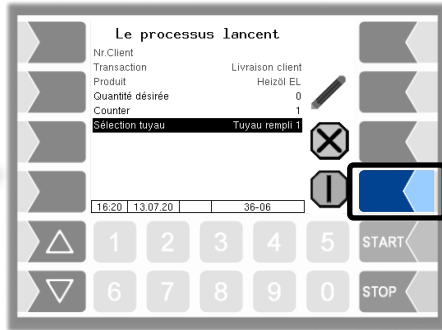 Le processus lancent
Nr.Client
Transaction Livraison client
Produit Heizöl EL
Quantité désirée 0
Counter 1
Sélection tuyau Tuyau rempli 1
16:20 13.07.20 36-06
1 2 3 4 5 START
6 7 8 9 0 STOP